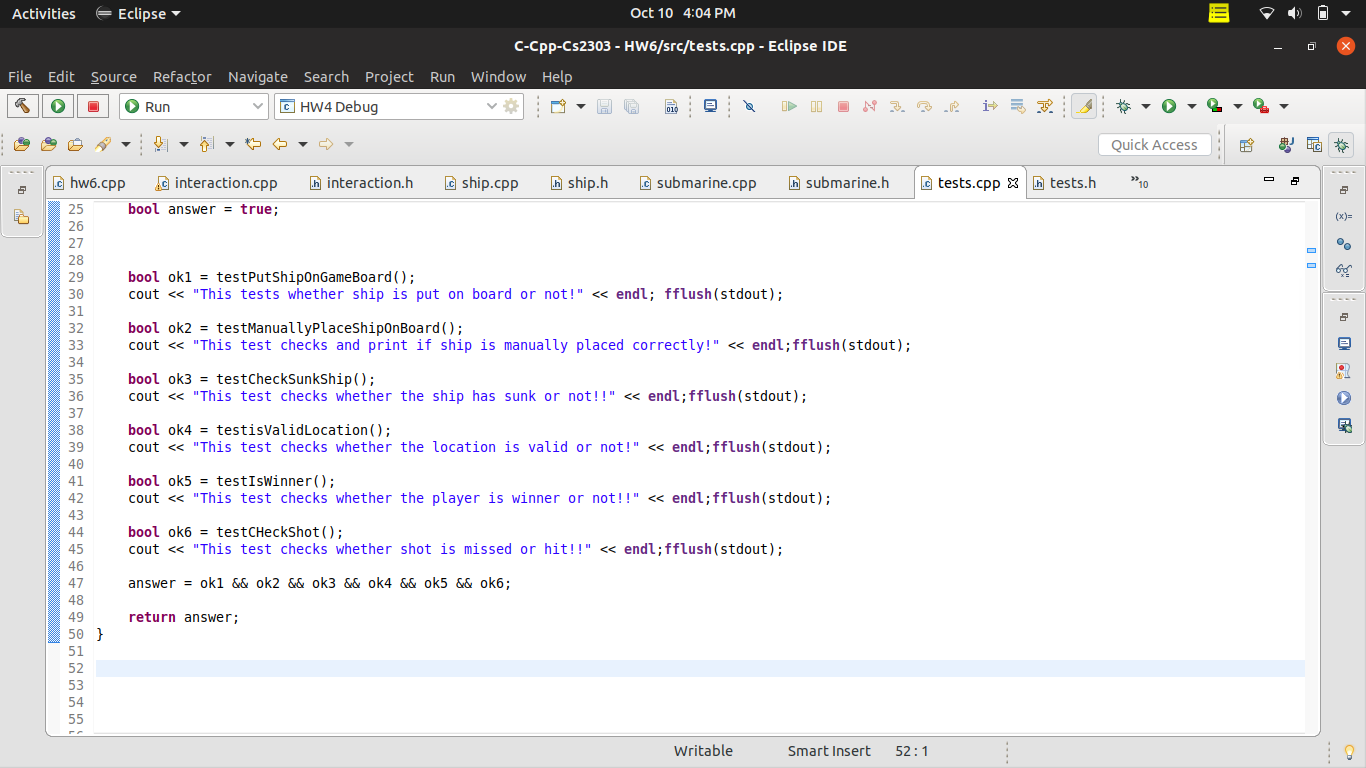 Activities Eclipse Oct 10 4:04 PM
C-Cpp-Cs2303 - HW6/src/tests.cpp - Eclipse IDE
File Edit Source Refactor Navigate Search Project Run Window Help
Run HW4 Debug
Quick Access
hw6.cpp interaction.cpp interaction.h ship.cpp ship.h submarine.cpp submarine.h tests.cpp tests.h »10
25 bool answer = true;
26
27
28
29 bool ok1 = testPutShipOnGameBoard();
30 cout << "This tests whether ship is put on board or not!" << endl; fflush(stdout);
31
32 bool ok2 = testManuallyPlaceShipOnBoard();
33 cout << "This test checks and print if ship is manually placed correctly!" << endl;fflush(stdout);
34
35 bool ok3 = testCheckSunkShip();
36 cout << "This test checks whether the ship has sunk or not!!" << endl;fflush(stdout);
37
38 bool ok4 = testisValidLocation();
39 cout << "This test checks whether the location is valid or not!" << endl;fflush(stdout);
40
41 bool ok5 = testIsWinner();
42 cout << "This test checks whether the player is winner or not!!" << endl;fflush(stdout);
43
44 bool ok6 = testCHeckShot();
45 cout << "This test checks whether shot is missed or hit!!" << endl;fflush(stdout);
46
47 answer = ok1 && ok2 && ok3 && ok4 && ok5 && ok6;
48
49 return answer;
50 }
51
52
53
54
55
Writable Smart Insert 52 : 1